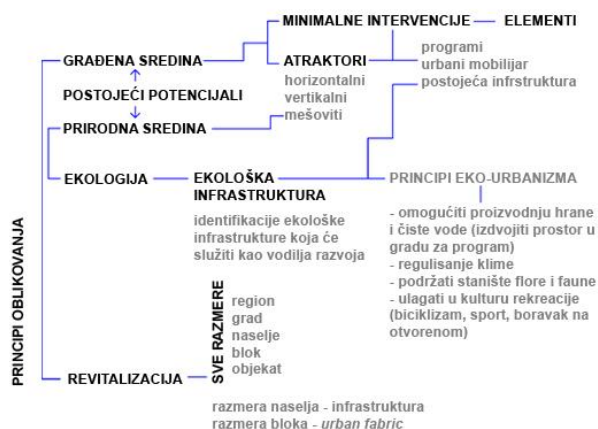 MINIMALNE INTERVENCIJE
ELEMENTI
GRAĐENA SREDINA
ATRAKTORI
programi
urbani mobilijar
postojeća infrstruktura
horizontalni
vertikalni
mešoviti
POSTOJEĆI POTENCIJALI
PRIRODNA SREDINA
EKOLOGIJA
EKOLOŠKA
INFRASTRUKTURA
identifikacije ekološke
infrastrukture koja će
služiti kao vodilja razvoja
PRINCIPI EKO-URBANIZMA
- omogućiti proizvodnju hrane
i čiste vode (izdvojiti prostor u
gradu za program)
- regulisanje klime
- podržati stanište flore i faune
- ulagati u kulturu rekreacije
(biciklizam, sport, boravak na
otvorenom)
PRINCIPI OBLIKOVANJA
REVITALIZACIJA
SVE RAZMERE
region
grad
naselje
blok
objekat
razmera naselja - infrastruktura
razmera bloka - urban fabric